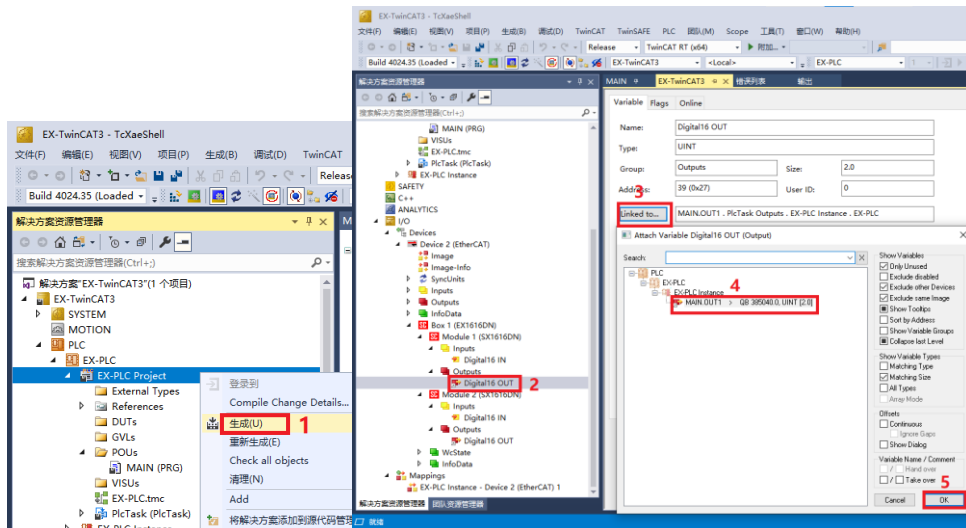 EX-TwinCAT3 - TcXaeShell
文件(F) 编辑(E) 视图(V) 项目(P) 生成(B) 调试(D) TwinCAT
Release
Build 4024.35 (Loaded
解决方案资源管理器
搜索解决方案资源管理器(Ctrl+;)
解决方案"EX-TwinCAT3"(1 个项目)
EX-TwinCAT3
SYSTEM
MOTION
PLC
EX-PLC
EX-PLC Project
External Types
References
DUTs
GVLs
POUs
MAIN (PRG)
VISUs
EX-PLC.tmc
PlcTask (PlcTask)
EX-PLC Instance
登录到
Compile Change Details...
生成(U)
1
重新生成(E)
Check all objects
清理(N)
Add
将解决方案添加到源代码管理
EX-TwinCAT3 - TcXaeShell
文件(F) 编辑(E) 视图(V) 项目(P) 生成(B) 调试(D) TwinCAT TwinSAFE PLC 团队(M) Scope 工具(T) 窗口(W) 帮助(H)
Release TwinCAT RT (x64) 附加...
Build 4024.35 (Loaded EX-TwinCAT3 <Local> EX-PLC 1
解决方案资源管理器
搜索解决方案资源管理器(Ctrl+;)
MAIN (PRG)
VISUs
EX-PLC.tmc
PlcTask (PlcTask)
EX-PLC Instance
SAFETY
C++
ANALYTICS
I/O
Devices
Device 2 (EtherCAT)
Image
Image-Info
SyncUnits
Inputs
Outputs
InfoData
Box 1 (EX1616DN)
Module 1 (SX1616DN)
Inputs
Digital16 IN
Outputs
Digital16 OUT
2
Module 2 (SX1616DN)
Inputs
Digital16 IN
Outputs
Digital16 OUT
WcState
InfoData
Mappings
EX-PLC Instance - Device 2 (EtherCAT) 1
解决方案资源管理器 团队资源管理器
就绪
MAIN EX-TwinCAT3 错误列表 输出
Variable Flags Online
Name: Digital16 OUT
Type: UINT
Group: Outputs Size: 2.0
Address: 39 (0x27) User ID: 0
3
Linked to... MAIN.OUT1 . PlcTask Outputs . EX-PLC Instance . EX-PLC
Attach Variable Digital16 OUT (Output)
Search:
PLC
EX-PLC
EX-PLC Instance
4
MAIN.OUT1 > QB 385040.0, UINT [2.0]
Show Variables
Only Unused
Exclude disabled
Exclude other Devices
Exclude same Image
Show Tooltips
Sort by Address
Show Variable Groups
Collapse last Level
Show Variable Types
Matching Type
Matching Size
All Types
Array Mode
Offsets
Continuous
Ignore Gaps
Show Dialog
Variable Name / Comment
/ Hand over
/ Take over
5
Cancel OK